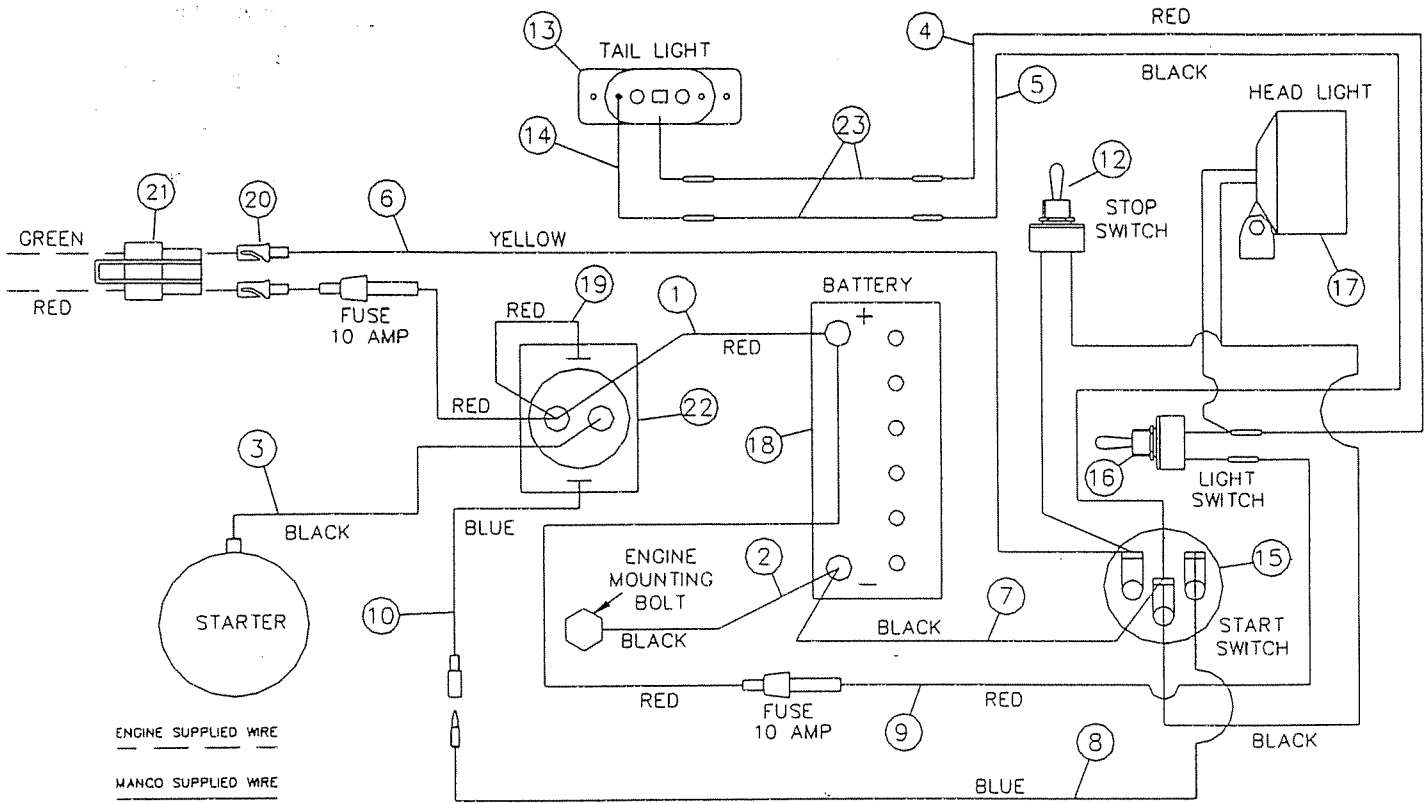 RED
4
13
TAIL LIGHT
BLACK
5
HEAD LIGHT
14
23
12
STOP
SWITCH
21
20
6
GREEN
YELLOW
17
RED
FUSE
10 AMP
19
RED
1
RED
BATTERY
+
RED
22
18
3
16
LIGHT
SWITCH
BLACK
BLUE
ENGINE
MOUNTING
BOLT
2
−
15
10
STARTER
BLACK
BLACK
7
START
SWITCH
RED
FUSE
10 AMP
RED
9
ENGINE SUPPLIED WIRE
BLACK
8
MANCO SUPPLIED WIRE
BLUE